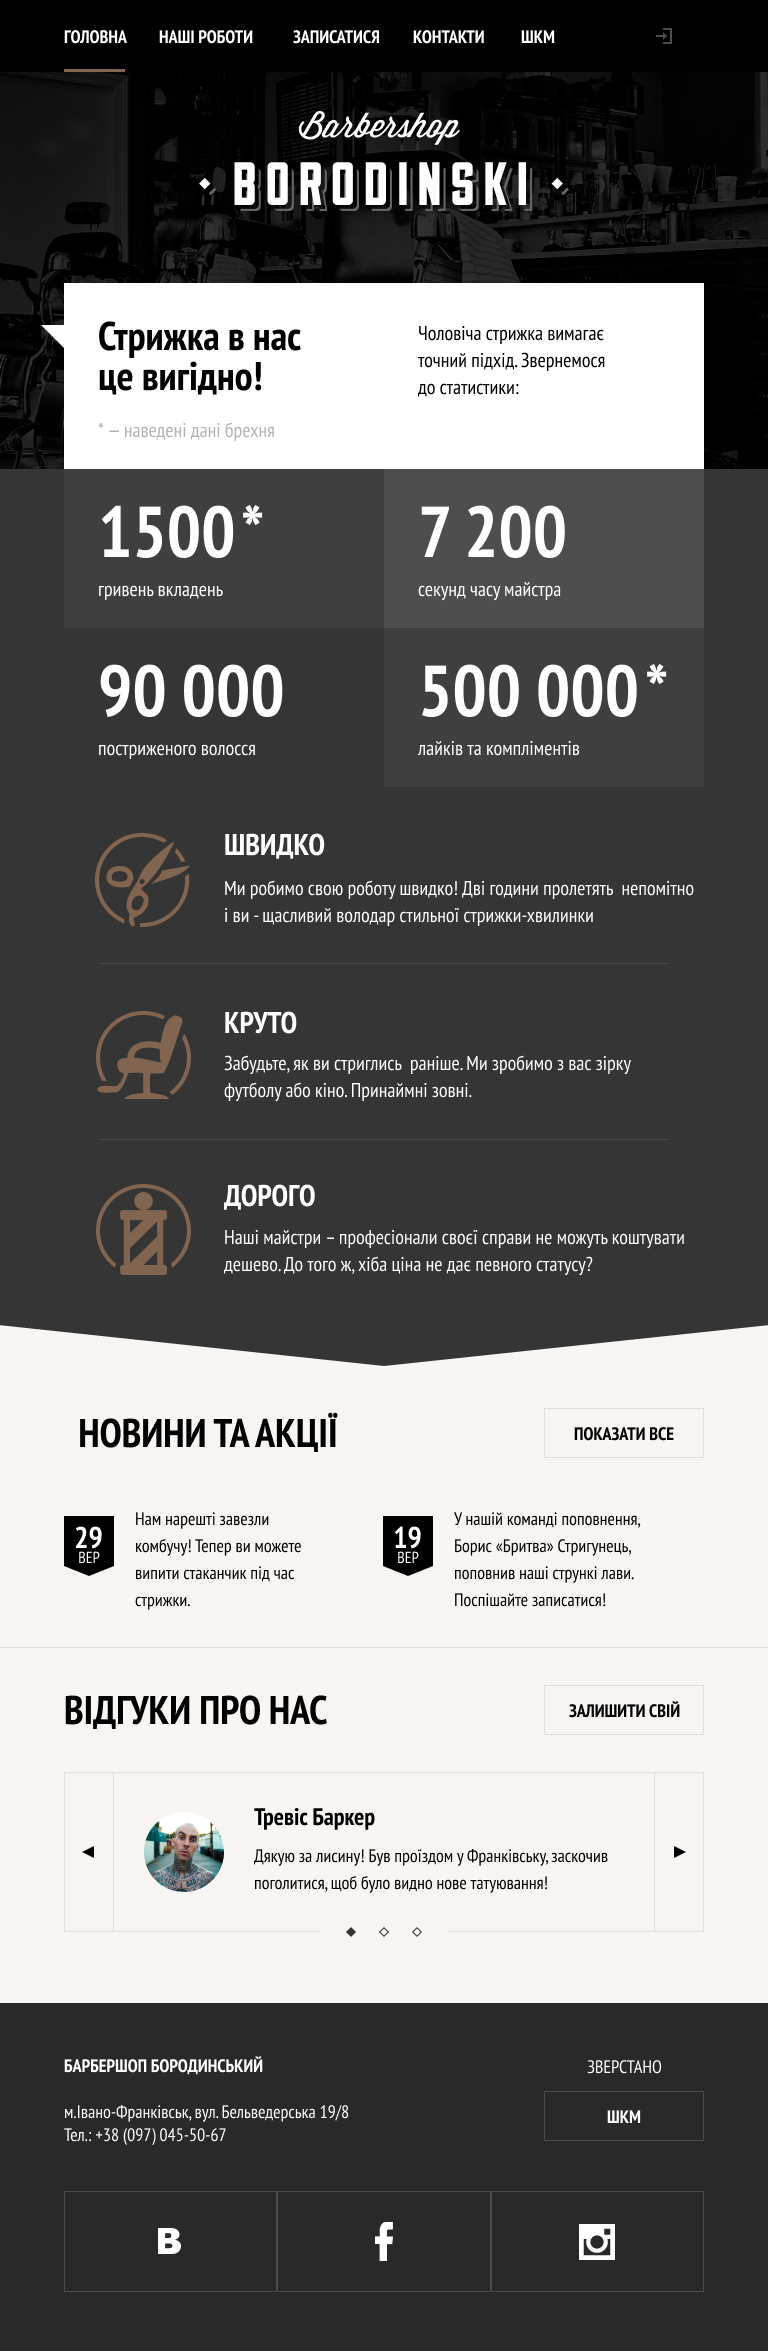 ГОЛОВНА НАШІ РОБОТИ ЗАПИСАТИСЯ КОНТАКТИ ШКМ
Barbershop
BORODINSKI
Стрижка в нас
це вигідно!
* — наведені дані брехня
Чоловіча стрижка вимагає
точний підхід. Звернемося
до статистики:
1500*
гривень вкладень
7 200
секунд часу майстра
90 000
постриженого волосся
500 000*
лайків та компліментів
ШВИДКО
Ми робимо свою роботу швидко! Дві години пролетять  непомітно
і ви - щасливий володар стильної стрижки-хвилинки
КРУТО
Забудьте, як ви стриглись  раніше. Ми зробимо з вас зірку
футболу або кіно. Принаймні зовні.
ДОРОГО
Наші майстри – професіонали своєї справи не можуть коштувати
дешево. До того ж, хіба ціна не дає певного статусу?
НОВИНИ ТА АКЦІЇ
ПОКАЗАТИ ВСЕ
29
ВЕР
Нам нарешті завезли
комбучу! Тепер ви можете
випити стаканчик під час
стрижки.
19
ВЕР
У нашій команді поповнення,
Борис «Бритва» Стригунець,
поповнив наші стрункі лави.
Поспішайте записатися!
ВІДГУКИ ПРО НАС
ЗАЛИШИТИ СВІЙ
Тревіс Баркер
Дякую за лисину! Був проїздом у Франківську, заскочив
поголитися, щоб було видно нове татуювання!
БАРБЕРШОП БОРОДИНСЬКИЙ
м.Івано-Франківськ, вул. Бельведерська 19/8
Тел.: +38 (097) 045-50-67
ЗВЕРСТАНО
ШКМ